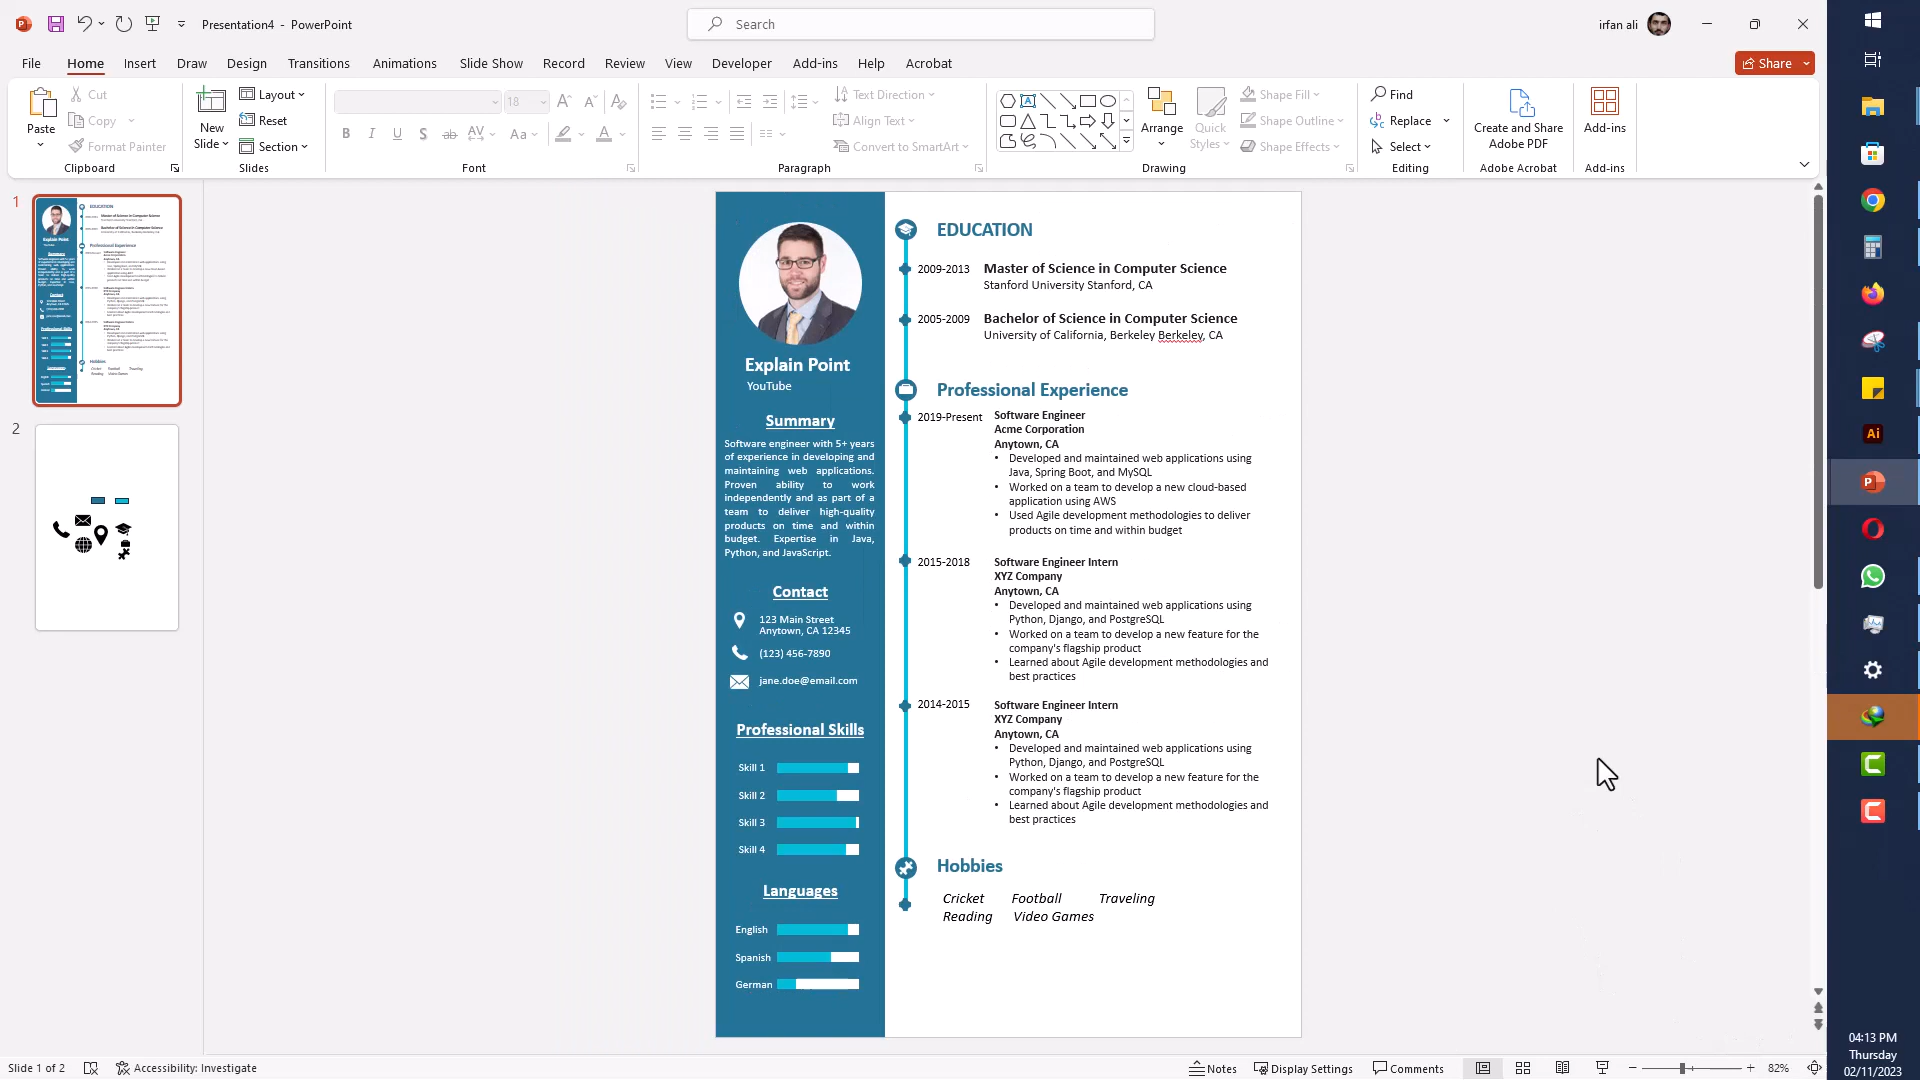 Presentation4 - PowerPoint
Search
irfan ali
File Home Insert Draw Design Transitions Animations Slide Show Record Review View Developer Add-ins Help Acrobat
Share
Paste
Cut
Copy
Format Painter
Clipboard
New Slide
Layout
Reset
Section
Slides
18
Aa
Font
Text Direction
Align Text
Convert to SmartArt
Paragraph
Arrange
Quick Styles
Shape Fill
Shape Outline
Shape Effects
Drawing
Find
Replace
Select
Editing
Create and Share
Adobe PDF
Adobe Acrobat
Add-ins
Add-ins
1
2
Explain Point
YouTube
Summary
Software engineer with 5+ years
of experience in developing and
maintaining web applications.
Proven ability to work
independently and as part of a
team to deliver high-quality
products on time and within
budget. Expertise in Java,
Python, and JavaScript.
Contact
123 Main Street
Anytown, CA 12345
(123) 456-7890
jane.doe@email.com
Professional Skills
Skill 1
Skill 2
Skill 3
Skill 4
Languages
English
Spanish
German
EDUCATION
2009-2013 Master of Science in Computer Science
Stanford University Stanford, CA
2005-2009 Bachelor of Science in Computer Science
University of California, Berkeley Berkeley, CA
Professional Experience
2019-Present Software Engineer
Acme Corporation
Anytown, CA
• Developed and maintained web applications using
Java, Spring Boot, and MySQL
• Worked on a team to develop a new cloud-based
application using AWS
• Used Agile development methodologies to deliver
products on time and within budget
2015-2018 Software Engineer Intern
XYZ Company
Anytown, CA
• Developed and maintained web applications using
Python, Django, and PostgreSQL
• Worked on a team to develop a new feature for the
company's flagship product
• Learned about Agile development methodologies and
best practices
2014-2015 Software Engineer Intern
XYZ Company
Anytown, CA
• Developed and maintained web applications using
Python, Django, and PostgreSQL
• Worked on a team to develop a new feature for the
company's flagship product
• Learned about Agile development methodologies and
best practices
Hobbies
Cricket Football Traveling
Reading Video Games
Slide 1 of 2
Accessibility: Investigate
Notes
Display Settings
Comments
82%
04:13 PM
Thursday
02/11/2023